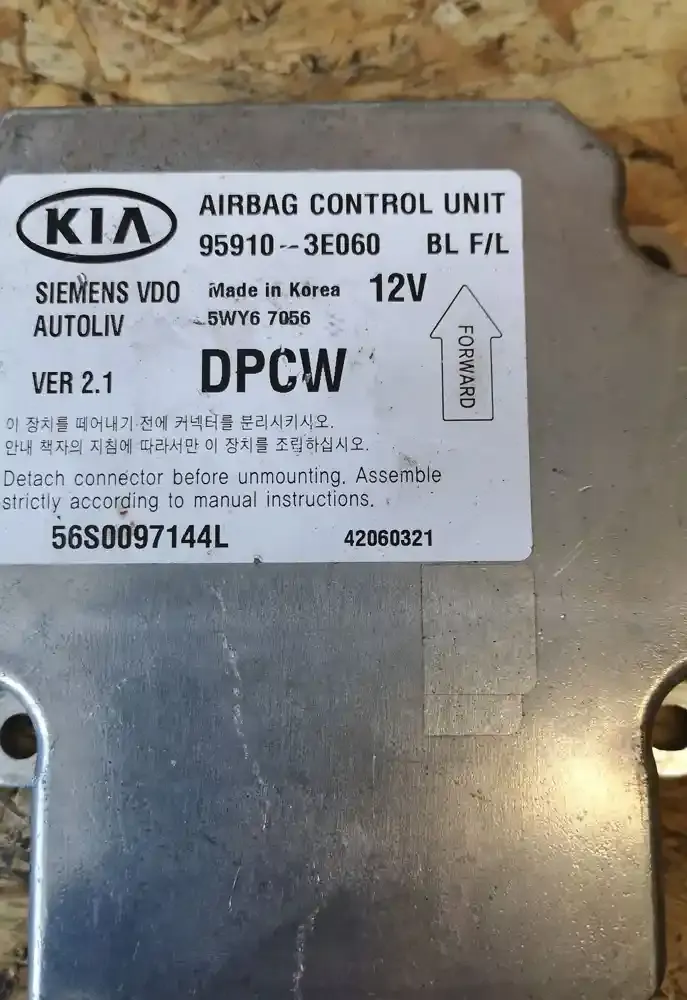 KIA
AIRBAG CONTROL UNIT
95910--3E060 BL F/L
SIEMENS VDO Made in Korea 12V
AUTOLIV 5WY6 7056
FORWARD
VER 2.1 DPCW
이 장치를 떼어내기 전에 커넥터를 분리시키시오.
안내 책자의 지침에 따라서만 이 장치를 조립하십시오.
Detach connector before unmounting. Assemble
strictly according to manual instructions.
56S0097144L 42060321